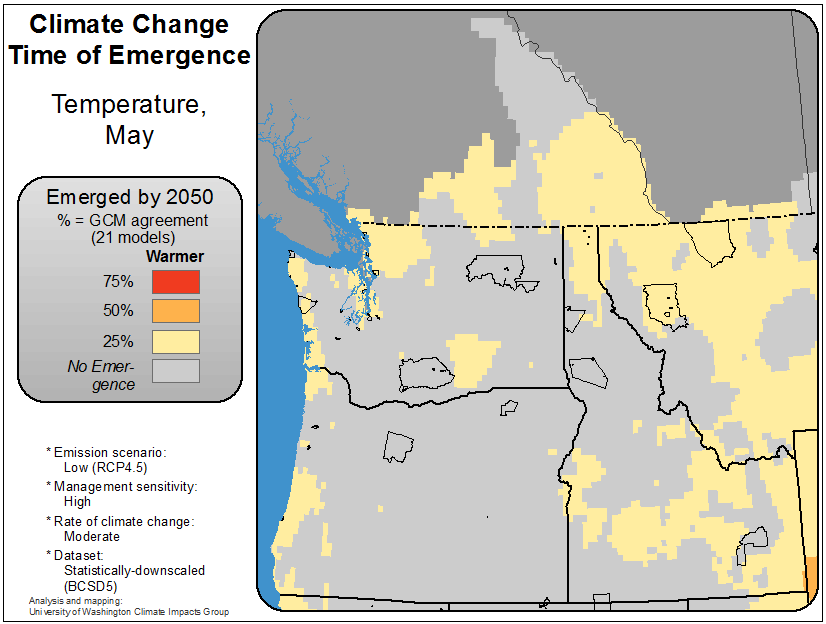 Climate Change
Time of Emergence
Temperature,
May
Emerged by 2050
% = GCM agreement
(21 models)
Warmer
75%
50%
25%
No Emer-
gence
* Emission scenario:
Low (RCP4.5)
* Management sensitivity:
High
* Rate of climate change:
Moderate
* Dataset:
Statistically-downscaled
(BCSD5)
Analysis and mapping:
University of Washington Climate Impacts Group